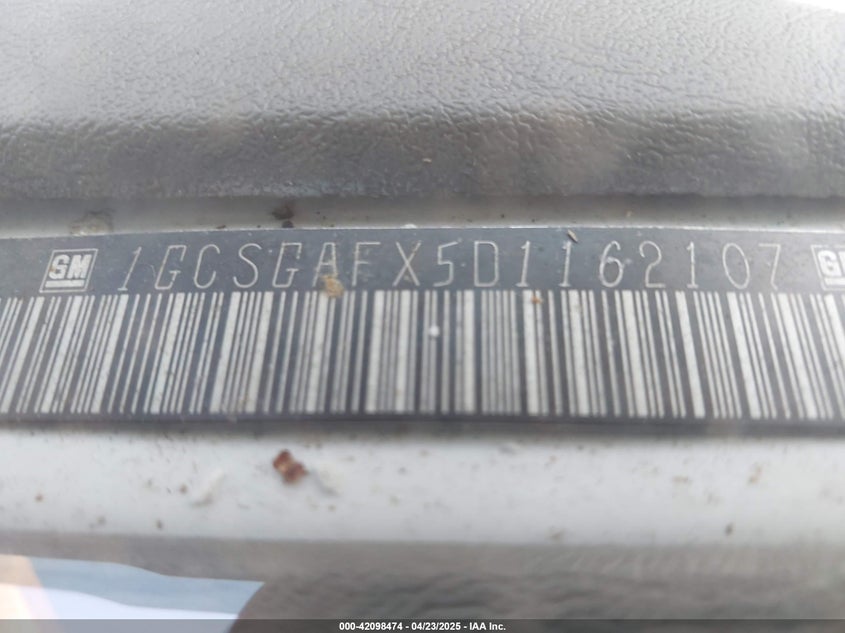 GM 1GCSGAFX5D1162107 GM
000-42098474 / 04/23/2025 - IAA Inc.